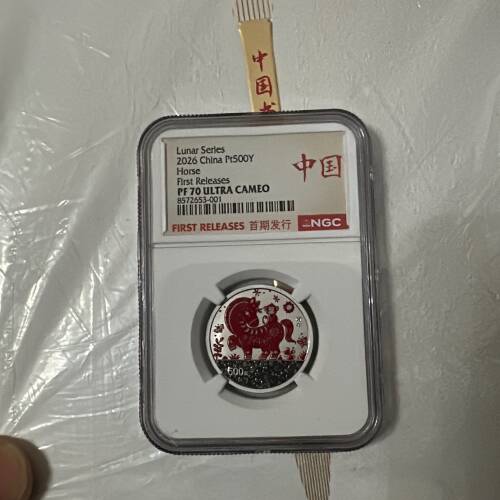 中国
Lunar Series
2026 China Pt500Y
Horse
First Releases
PF 70 ULTRA CAMEO
8572653-001
中国
FIRST RELEASES 首期发行
NGC
500